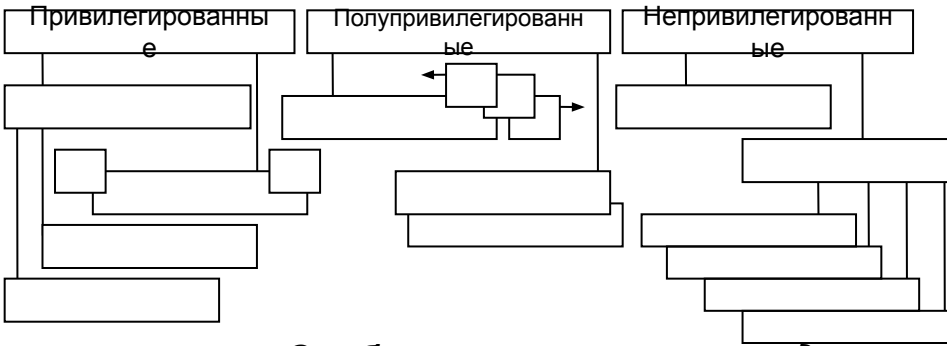 Привилегированны
е
Полупривилегированн
ые
Непривилегированн
ые